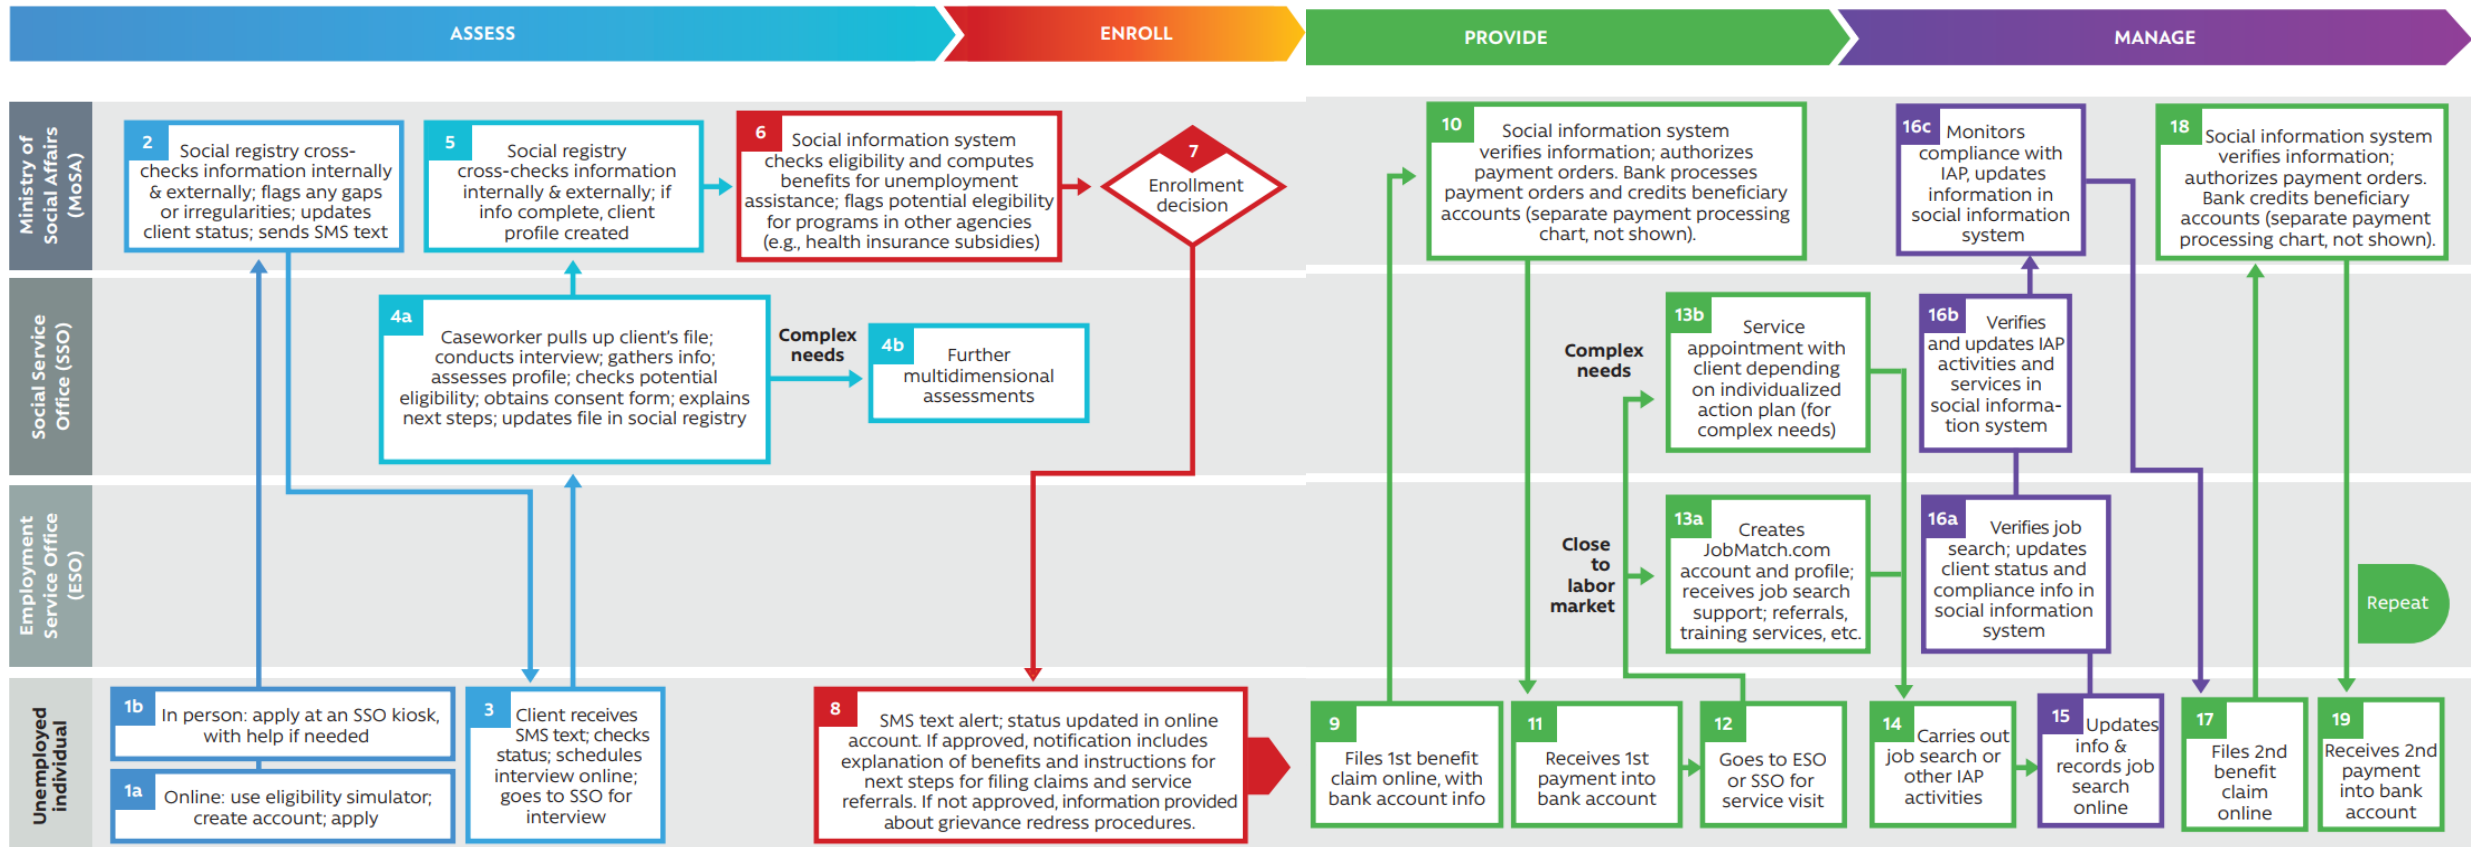 ASSESS
ENROLL
PROVIDE
MANAGE
Ministry of
Social Affairs
(MoSA)
2
Social registry cross-
checks information internally
& externally; flags any gaps
or irregularities; updates
client status; sends SMS text
5
Social registry
cross-checks information
internally & externally; if
info complete, client
profile created
6
Social information system
checks eligibility and computes
benefits for unemployment
assistance; flags potential elegibility
for programs in other agencies
(e.g., health insurance subsidies)
7
Enrollment
decision
10
Social information system
verifies information; authorizes
payment orders. Bank processes
payment orders and credits beneficiary
accounts (separate payment processing
chart, not shown).
16c
Monitors
compliance with
IAP, updates
information in
social information
system
18
Social information system
verifies information;
authorizes payment orders.
Bank credits beneficiary
accounts (separate payment
processing chart, not shown).
Social Service
Office (SSO)
4a
Caseworker pulls up client's file;
conducts interview; gathers info;
assesses profile; checks potential
eligibility; obtains consent form; explains
next steps; updates file in social registry
Complex
needs
4b
Further
multidimensional
assessments
Complex
needs
13b
Service
appointment with
client depending
on individualized
action plan (for
complex needs)
16b
Verifies
and updates IAP
activities and
services in
social informa-
tion system
Employment
Service Office
(ESO)
Close
to
labor
market
13a
Creates
JobMatch.com
account and profile;
receives job search
support; referrals,
training services, etc.
16a
Verifies job
search; updates
client status and
compliance info in
social information
system
Repeat
Unemployed
individual
1b
In person: apply at an SSO kiosk,
with help if needed
1a
Online: use eligibility simulator;
create account; apply
3
Client receives
SMS text; checks
status; schedules
interview online;
goes to SSO for
interview
8
SMS text alert; status updated in online
account. If approved, notification includes
explanation of benefits and instructions for
next steps for filing claims and service
referrals. If not approved, information provided
about grievance redress procedures.
9
Files 1st benefit
claim online, with
bank account info
11
Receives 1st
payment into
bank account
12
Goes to ESO
or SSO for
service visit
14
Carries out
job search or
other IAP
activities
15
Updates
info &
records job
search
online
17
Files 2nd
benefit
claim
online
19
Receives 2nd
payment
into bank
account